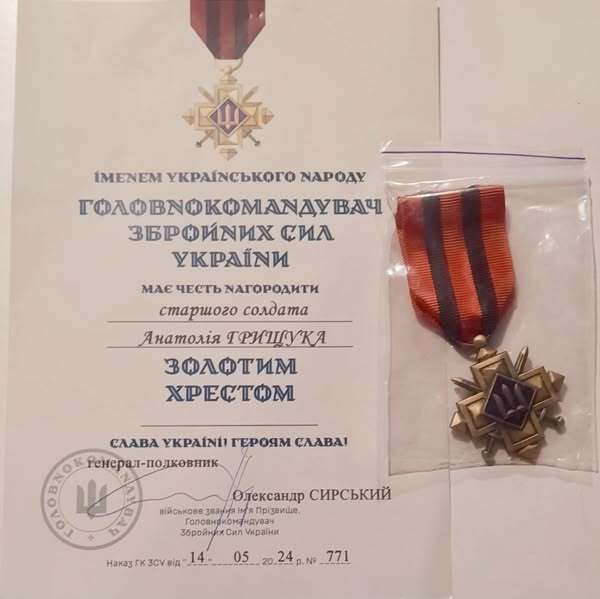 ІМЕНЕМ УКРАЇНСЬКОГО НАРОДУ
ГОЛОВНОКОМАНДУВАЧ
ЗБРОЙНИХ СИЛ
УКРАЇНИ
МАЄ ЧЕСТЬ НАГОРОДИТИ
старшого солдата
Анатолія ГРИЩУКА
ЗОЛОТИМ
ХРЕСТОМ
СЛАВА УКРАЇНІ! ГЕРОЯМ СЛАВА!
генерал-полковник
Олександр СИРСЬКИЙ
військове звання Ім'я Прізвище,
Головнокомандувач
Збройних Сил України
ГОЛОВНОКОМАНДУВАЧ
Наказ ГК ЗСУ від "14" 05 2024 р. № 771